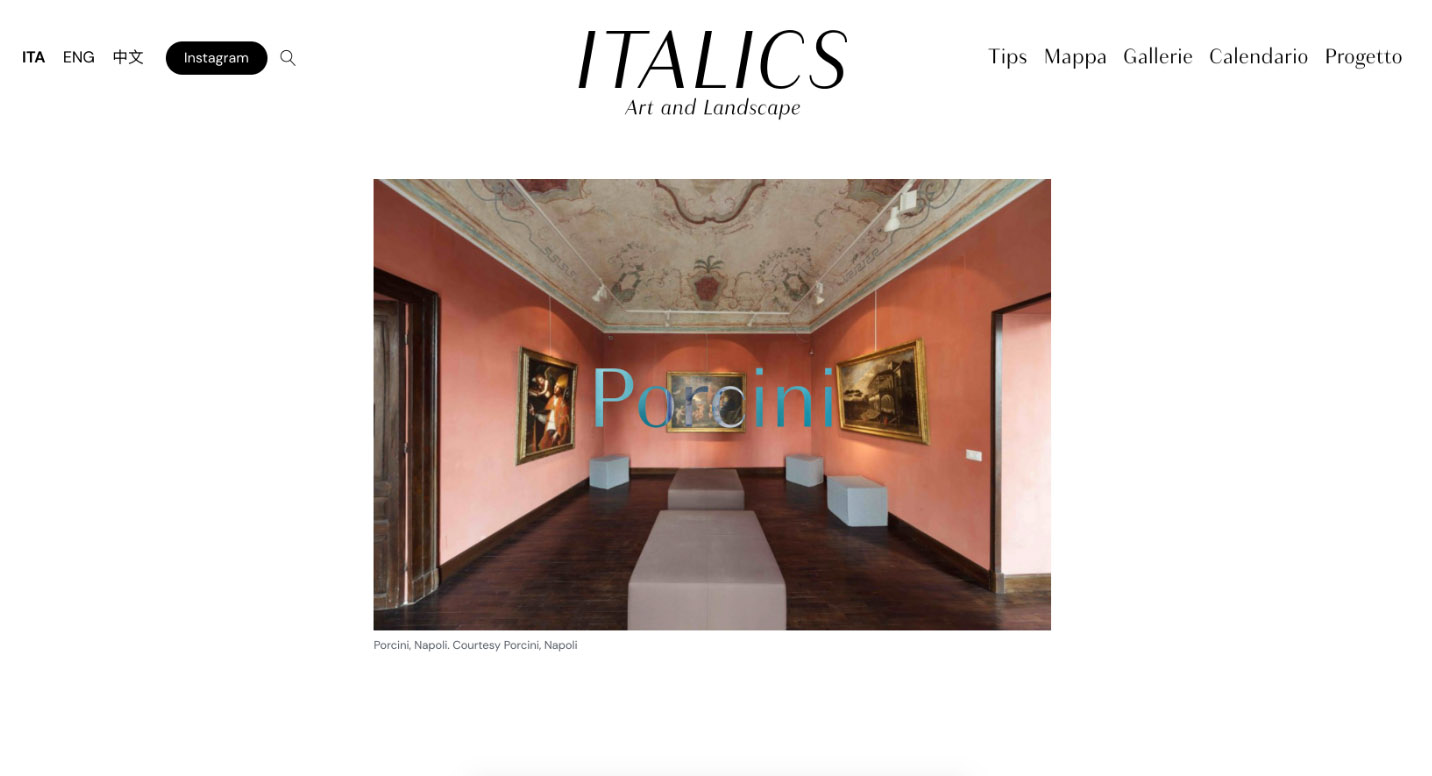 ITA ENG 中文 Instagram
ITALICS
Art and Landscape
Tips Mappa Gallerie Calendario Progetto
Porcini
Porcini, Napoli. Courtesy Porcini, Napoli